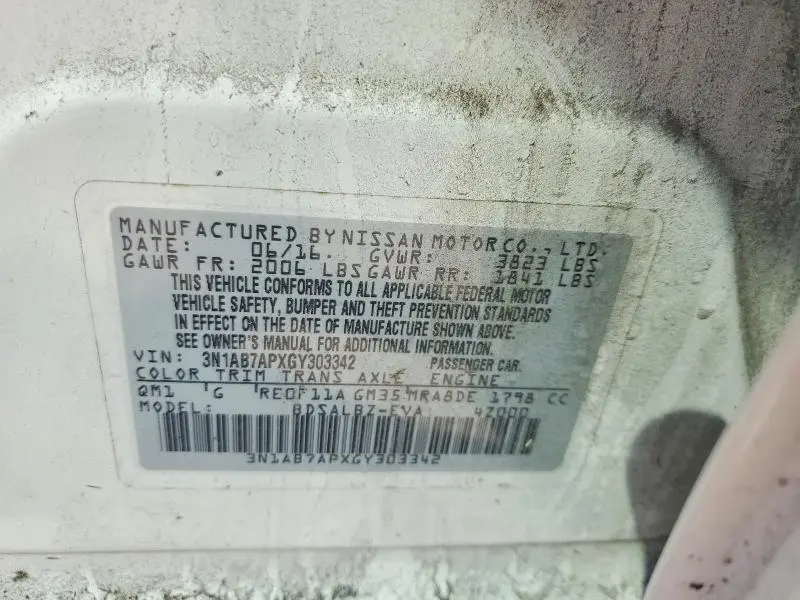 MANUFACTURED BY NISSAN MOTOR CO., LTD.
DATE: 06/16. GVWR: 3823 LBS
GAWR FR: 2006 LBS GAWR RR: 1841 LBS
THIS VEHICLE CONFORMS TO ALL APPLICABLE FEDERAL MOTOR
VEHICLE SAFETY, BUMPER AND THEFT PREVENTION STANDARDS
IN EFFECT ON THE DATE OF MANUFACTURE SHOWN ABOVE.
SEE OWNER'S MANUAL FOR ADDITIONAL INFORMATION.
VIN: 3N1AB7APXGY303342 PASSENGER CAR.
COLOR TRIM TRANS AXLE ENGINE
QM1 G RE0F11A GM35 MRA8DE 1798 CC
MODEL: BDSALBZ-EVA 4Z000
3N1AB7APXGY303342